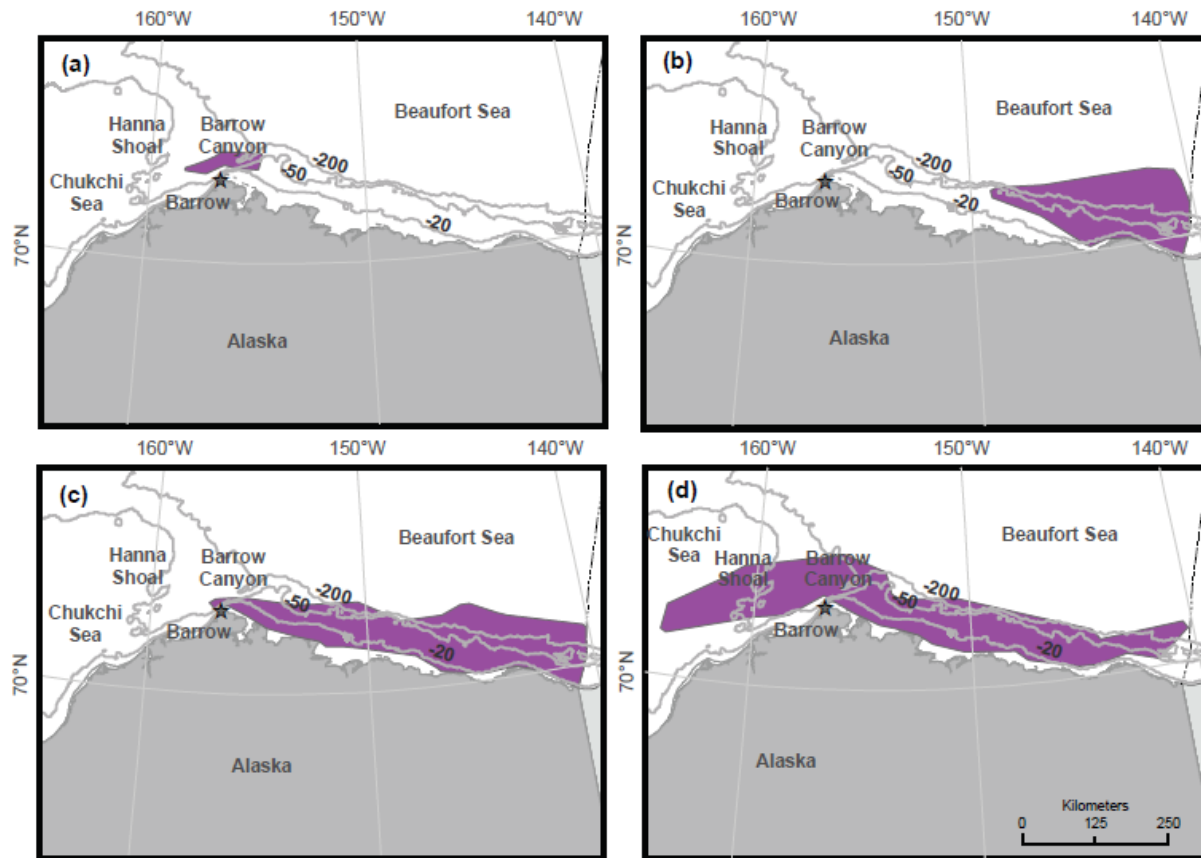 160°W 150°W 140°W
160°W 150°W 140°W
(a)
Beaufort Sea
Hanna
Shoal
Barrow
Canyon
-200
-50
Chukchi
Sea
Barrow
-20
70°N
Alaska
(b)
Beaufort Sea
Hanna
Shoal
Barrow
Canyon
-200
-50
Chukchi
Sea
Barrow
-20
70°N
Alaska
160°W 150°W 140°W
160°W 150°W 140°W
(c)
Beaufort Sea
Hanna
Shoal
Barrow
Canyon
-200
-50
Chukchi
Sea
Barrow
-20
70°N
Alaska
(d)
Chukchi
Sea
Beaufort Sea
Hanna
Shoal
Barrow
Canyon
-200
-50
Barrow
-20
70°N
Alaska
Kilometers
0 125 250